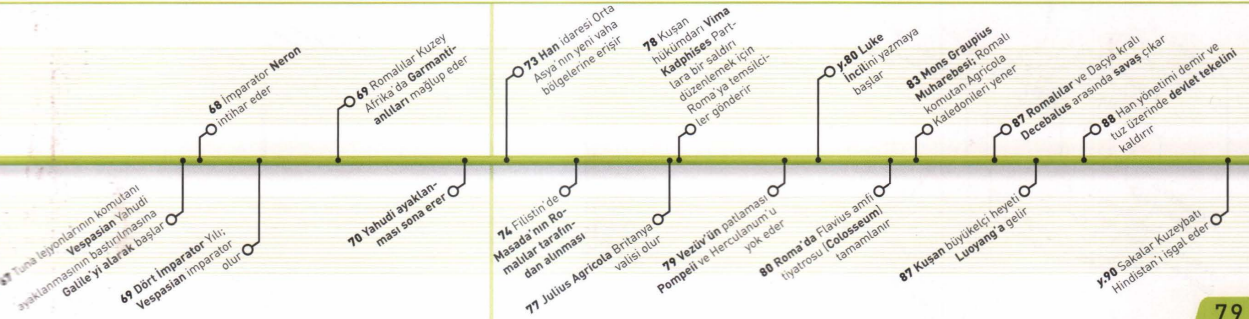 67 Tuna lejyonlarının komutanı
Vespasian Yahudi
ayaklanmasının bastırılmasına
Galile'yi alarak başlar
68 İmparator Neron
intihar eder
69 Dört İmparator Yılı;
Vespasian imparator
olur
69 Romalılar Kuzey
Afrika'da Garmanti-
anlıları mağlup eder
70 Yahudi ayaklan-
ması sona erer
73 Han idaresi Orta
Asya'nın yeni vaha
bölgelerine erişir
74 Filistin'de
Masada'nın Ro-
malılar tarafın-
dan alınması
77 Julius Agricola Britanya
valisi olur
78 Kuşan
hükümdarı Vima
Kadphises Part-
lara bir saldırı
düzenlemek için
Roma'ya temsilci-
ler gönderir
79 Vezüv'ün patlaması
Pompeii ve Herculanum'u
yok eder
80 Roma'da Flavius amfi
tiyatrosu (Colosseum)
tamamlanır
y.80 Luke
İncilini yazmaya
başlar
83 Mons Graupius
Muharebesi; Romalı
komutan Agricola
Kaledonileri yener
87 Romalılar ve Daçya kralı
Decebalus arasında savaş çıkar
87 Kuşan büyükelçi heyeti
Luoyang'a gelir
88 Han yönetimi demir ve
tuz üzerinde devlet tekelini
kaldırır
y.90 Sakalar Kuzeybatı
Hindistan'ı işgal eder
79